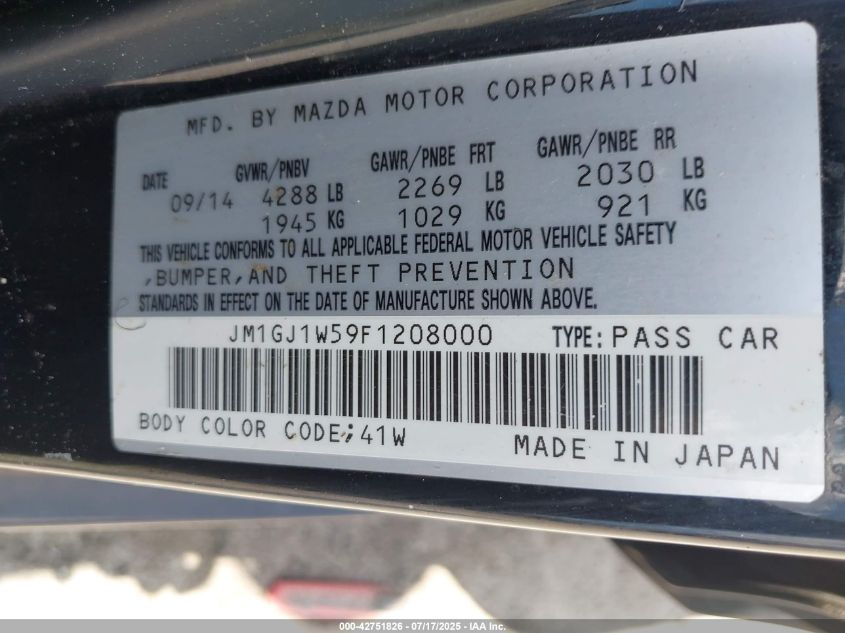 MFD. BY MAZDA MOTOR CORPORATION
DATE GVWR/PNBV GAWR/PNBE FRT GAWR/PNBE RR
09/14 4288 LB 2269 LB 2030 LB
1945 KG 1029 KG 921 KG
THIS VEHICLE CONFORMS TO ALL APPLICABLE FEDERAL MOTOR VEHICLE SAFETY
,BUMPER,AND THEFT PREVENTION
STANDARDS IN EFFECT ON THE DATE OF MANUFACTURE SHOWN ABOVE.
JM1GJ1W59F1208000 TYPE: PASS CAR
BODY COLOR CODE: 41W
MADE IN JAPAN
000-42751826 - 07/17/2025 - IAA Inc.